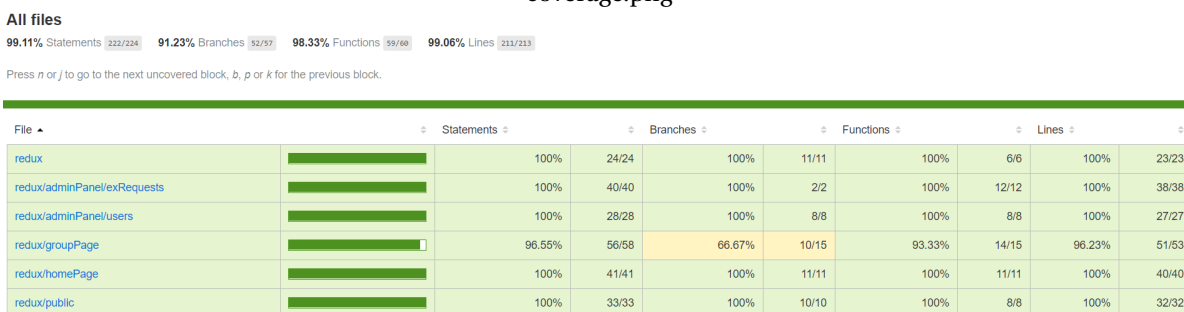 All files
99.11% Statements 222/224 91.23% Branches 52/57 98.33% Functions 59/60 99.06% Lines 211/213
Press n or j to go to the next uncovered block, b, p or k for the previous block.
File Statements Branches Functions Lines
redux 100% 24/24 100% 11/11 100% 6/6 100% 23/23
redux/adminPanel/exRequests 100% 40/40 100% 2/2 100% 12/12 100% 38/38
redux/adminPanel/users 100% 28/28 100% 8/8 100% 8/8 100% 27/27
redux/groupPage 96.55% 56/58 66.67% 10/15 93.33% 14/15 96.23% 51/53
redux/homePage 100% 41/41 100% 11/11 100% 11/11 100% 40/40
redux/public 100% 33/33 100% 10/10 100% 8/8 100% 32/32